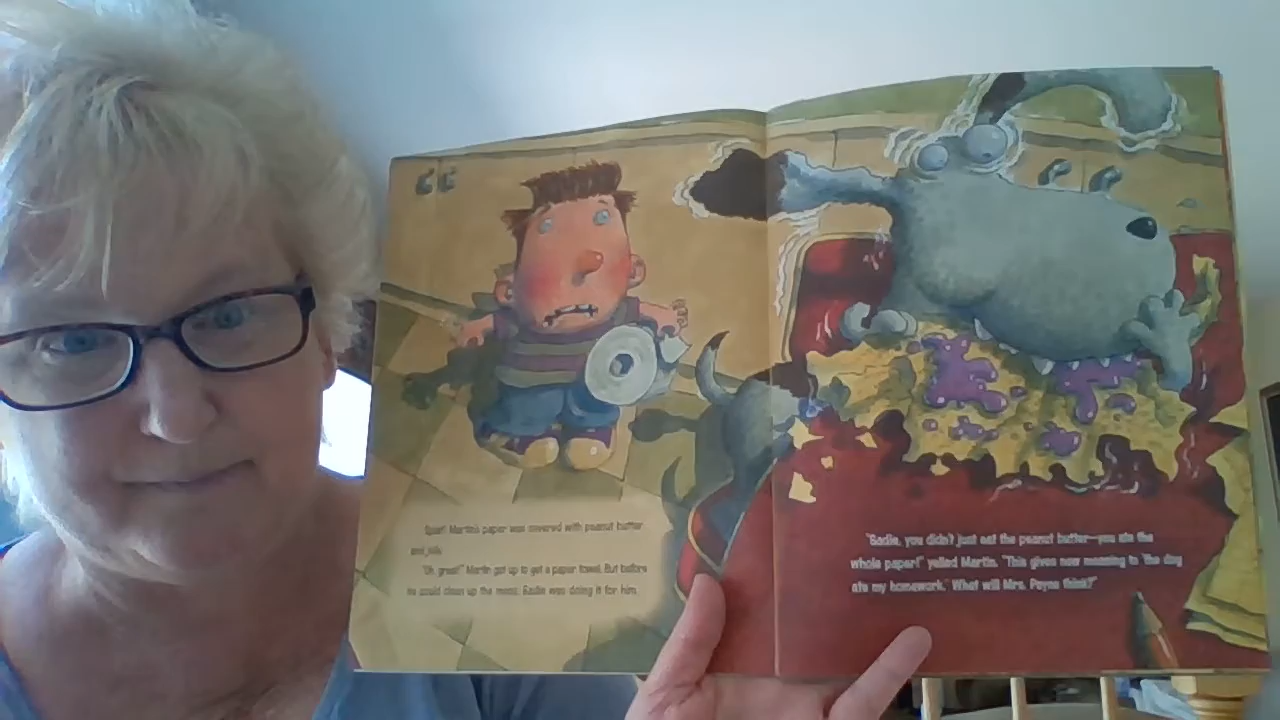 Splat! Martin's paper was covered with peanut butter
and jelly.
"Oh, great!" Martin got up to get a paper towel. But before
he could clean up the mess, Sadie was doing it for him.
"Sadie, you didn't just eat the peanut butter—you ate the
whole paper!" yelled Martin. "This gives new meaning to 'the dog
ate my homework.' What will Mrs. Payne think?"